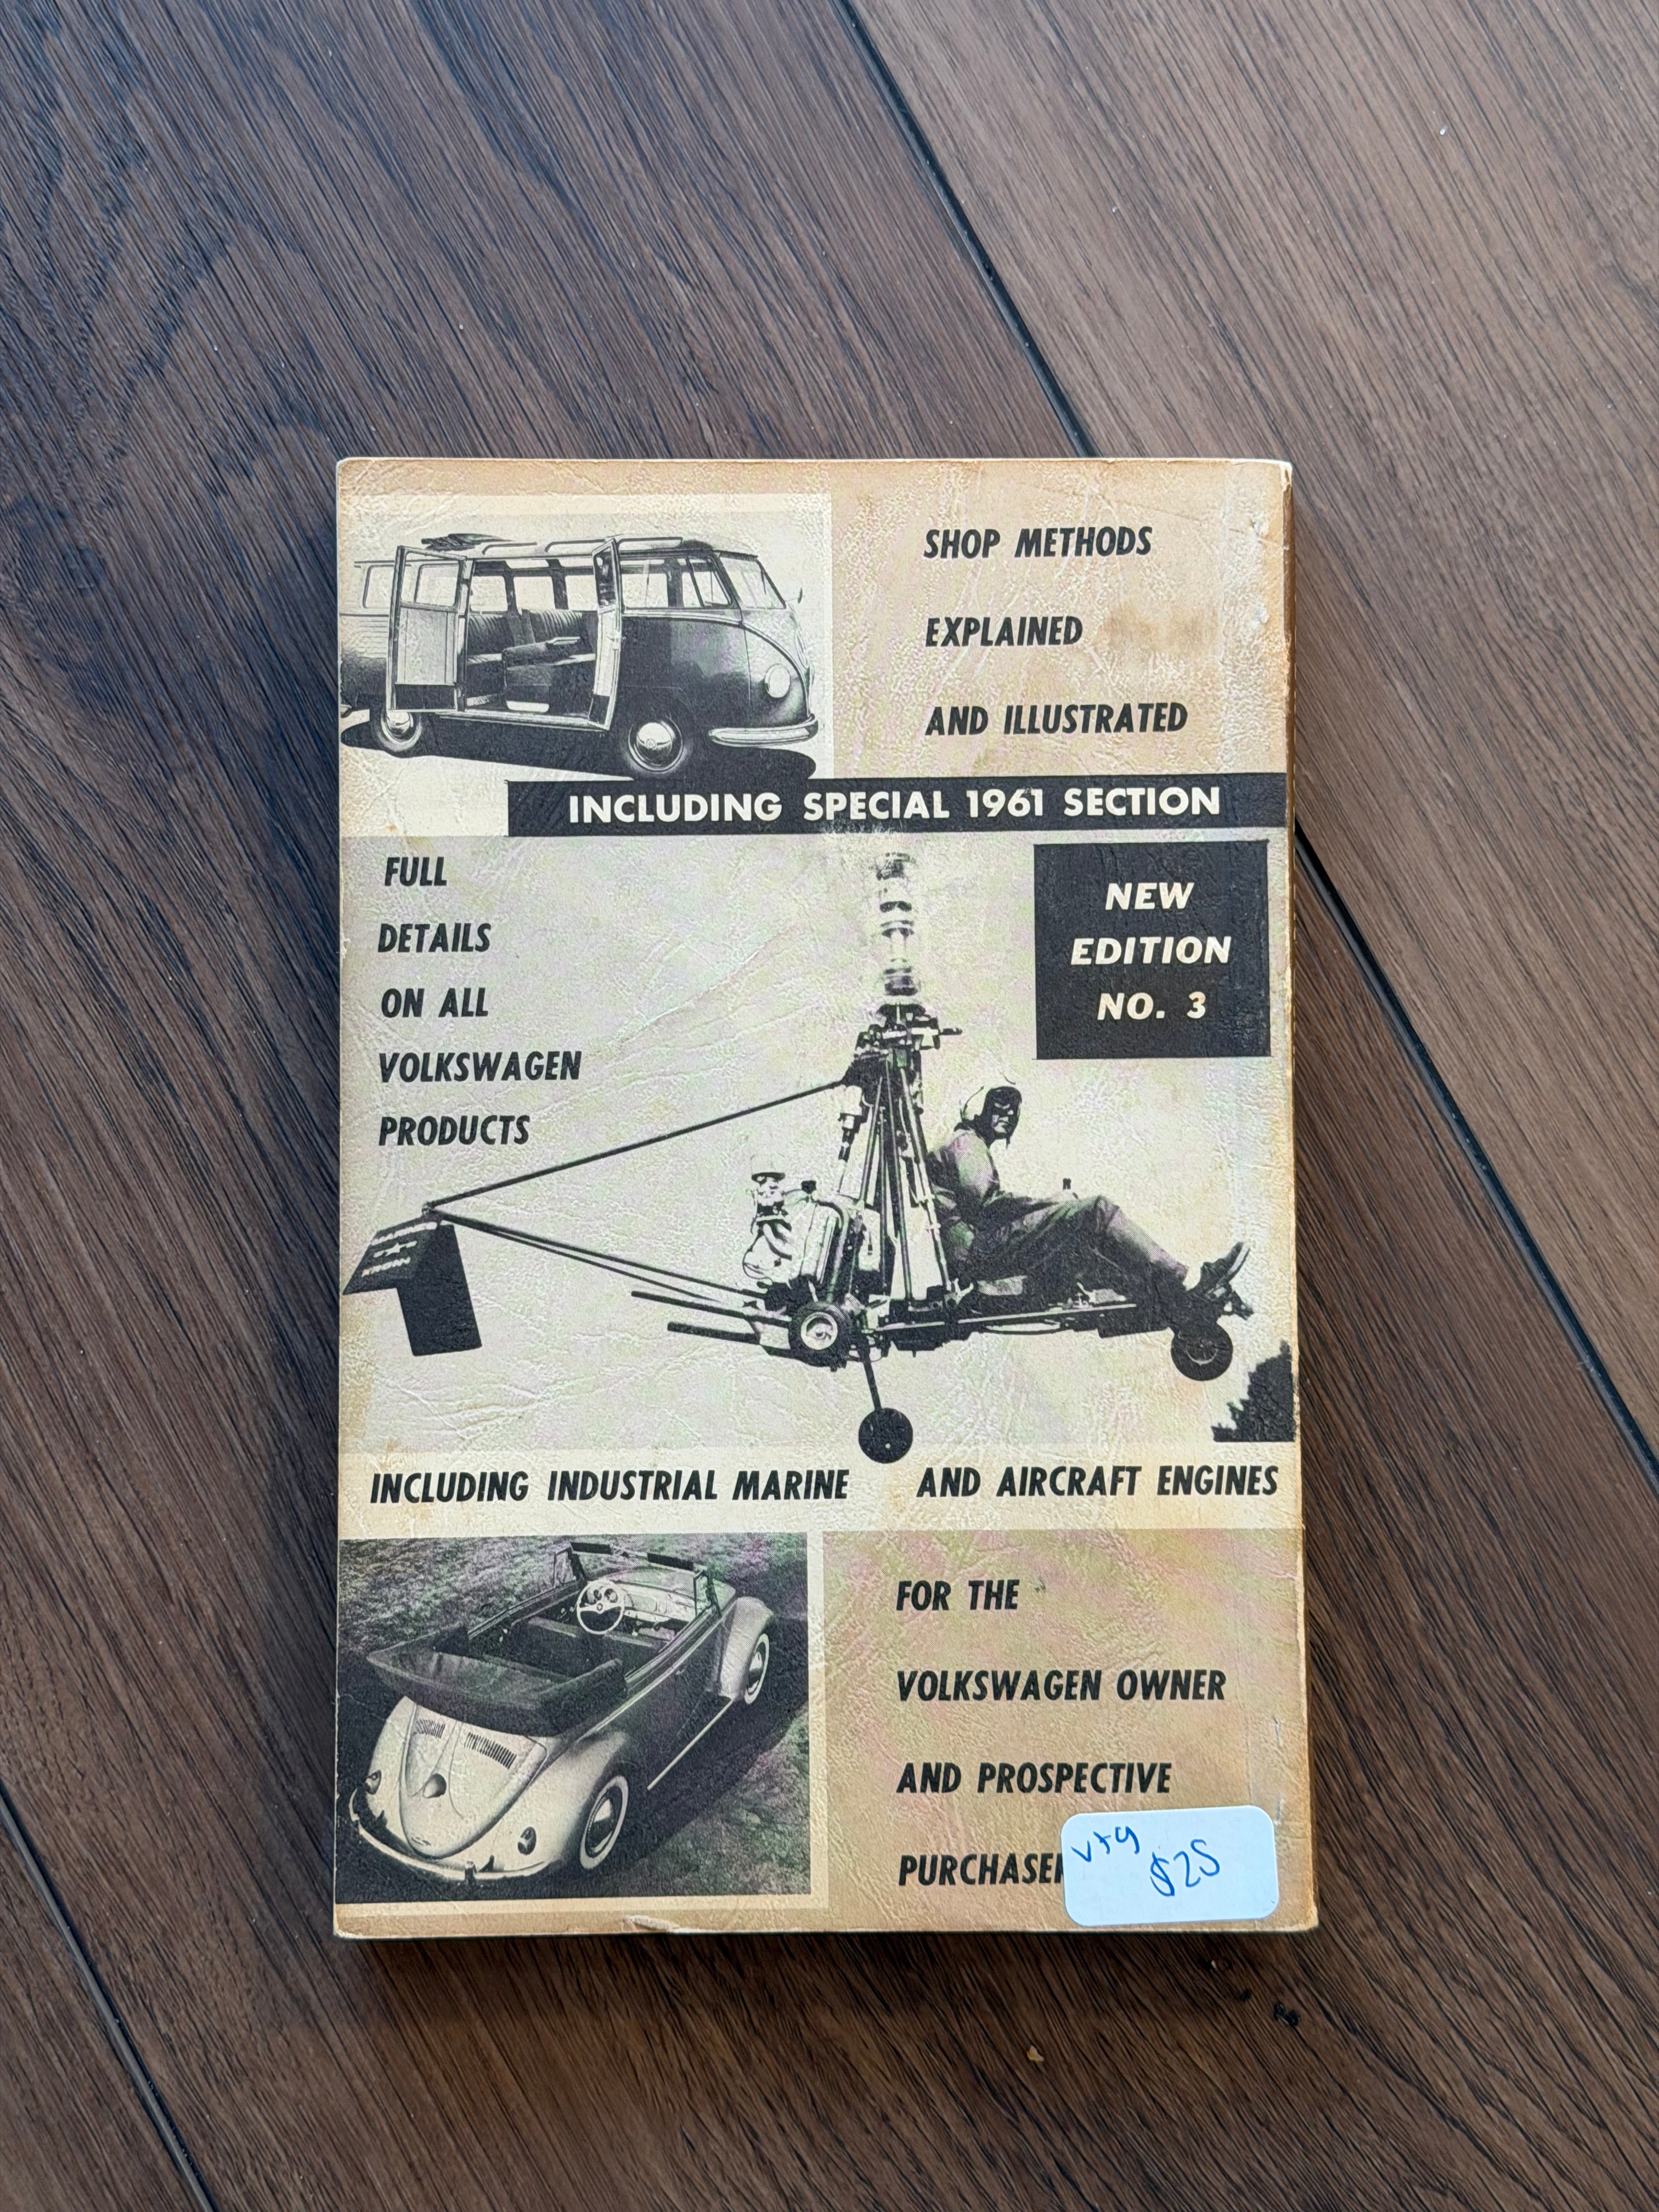 SHOP METHODS
EXPLAINED
AND ILLUSTRATED
INCLUDING SPECIAL 1961 SECTION
FULL
DETAILS
ON ALL
VOLKSWAGEN
PRODUCTS
NEW
EDITION
NO. 3
INCLUDING INDUSTRIAL MARINE AND AIRCRAFT ENGINES
FOR THE
VOLKSWAGEN OWNER
AND PROSPECTIVE
PURCHASER
vtg
$25